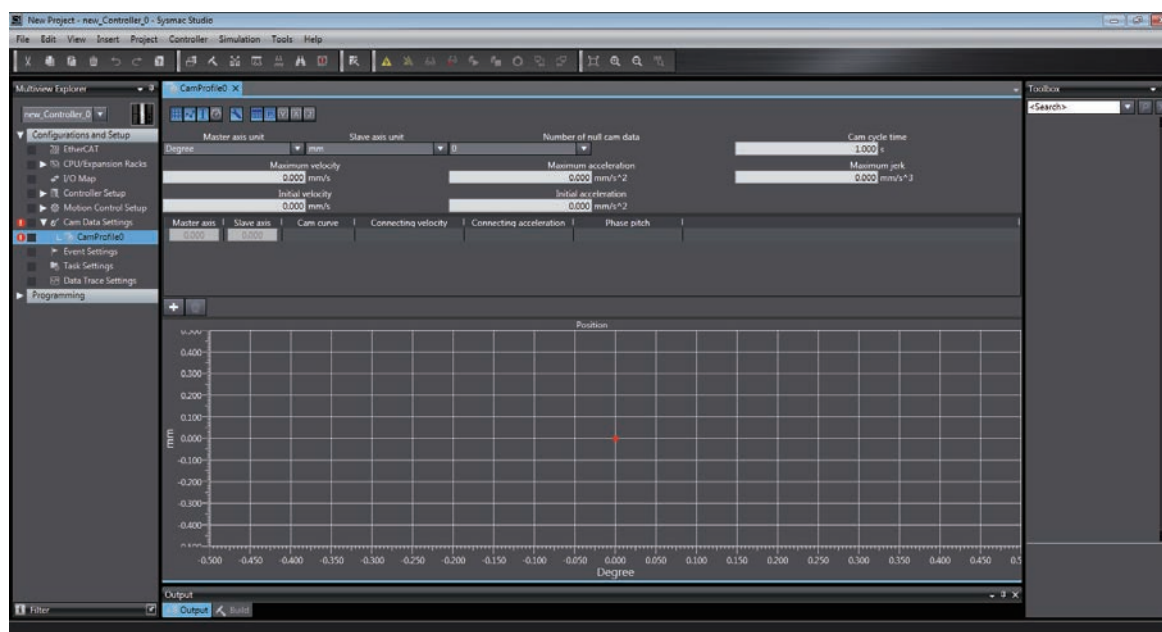 New Project - new_Controller_0 - Sysmac Studio
File Edit View Insert Project Controller Simulation Tools Help
Multiview Explorer
new_Controller_0
Configurations and Setup
EtherCAT
CPU/Expansion Racks
I/O Map
Controller Setup
Motion Control Setup
Cam Data Settings
CamProfile0
Event Settings
Task Settings
Data Trace Settings
Programming
Filter
CamProfile0 X
P V A J
Master axis unit Slave axis unit Number of null cam data Cam cycle time
Degree mm 0 1.000 s
Maximum velocity Maximum acceleration Maximum jerk
0.000 mm/s 0.000 mm/s^2 0.000 mm/s^3
Initial velocity Initial acceleration
0.000 mm/s 0.000 mm/s^2
Master axis Slave axis Cam curve Connecting velocity Connecting acceleration Phase pitch
0.000 0.000
Position
0.400
0.300
0.200
0.100
0.000
-0.100
-0.200
-0.300
-0.400
mm
-0.500 -0.450 -0.400 -0.350 -0.300 -0.250 -0.200 -0.150 -0.100 -0.050 0.000 0.050 0.100 0.150 0.200 0.250 0.300 0.350 0.400 0.450 0.5
Degree
Output
Output Build
Toolbox
<Search>